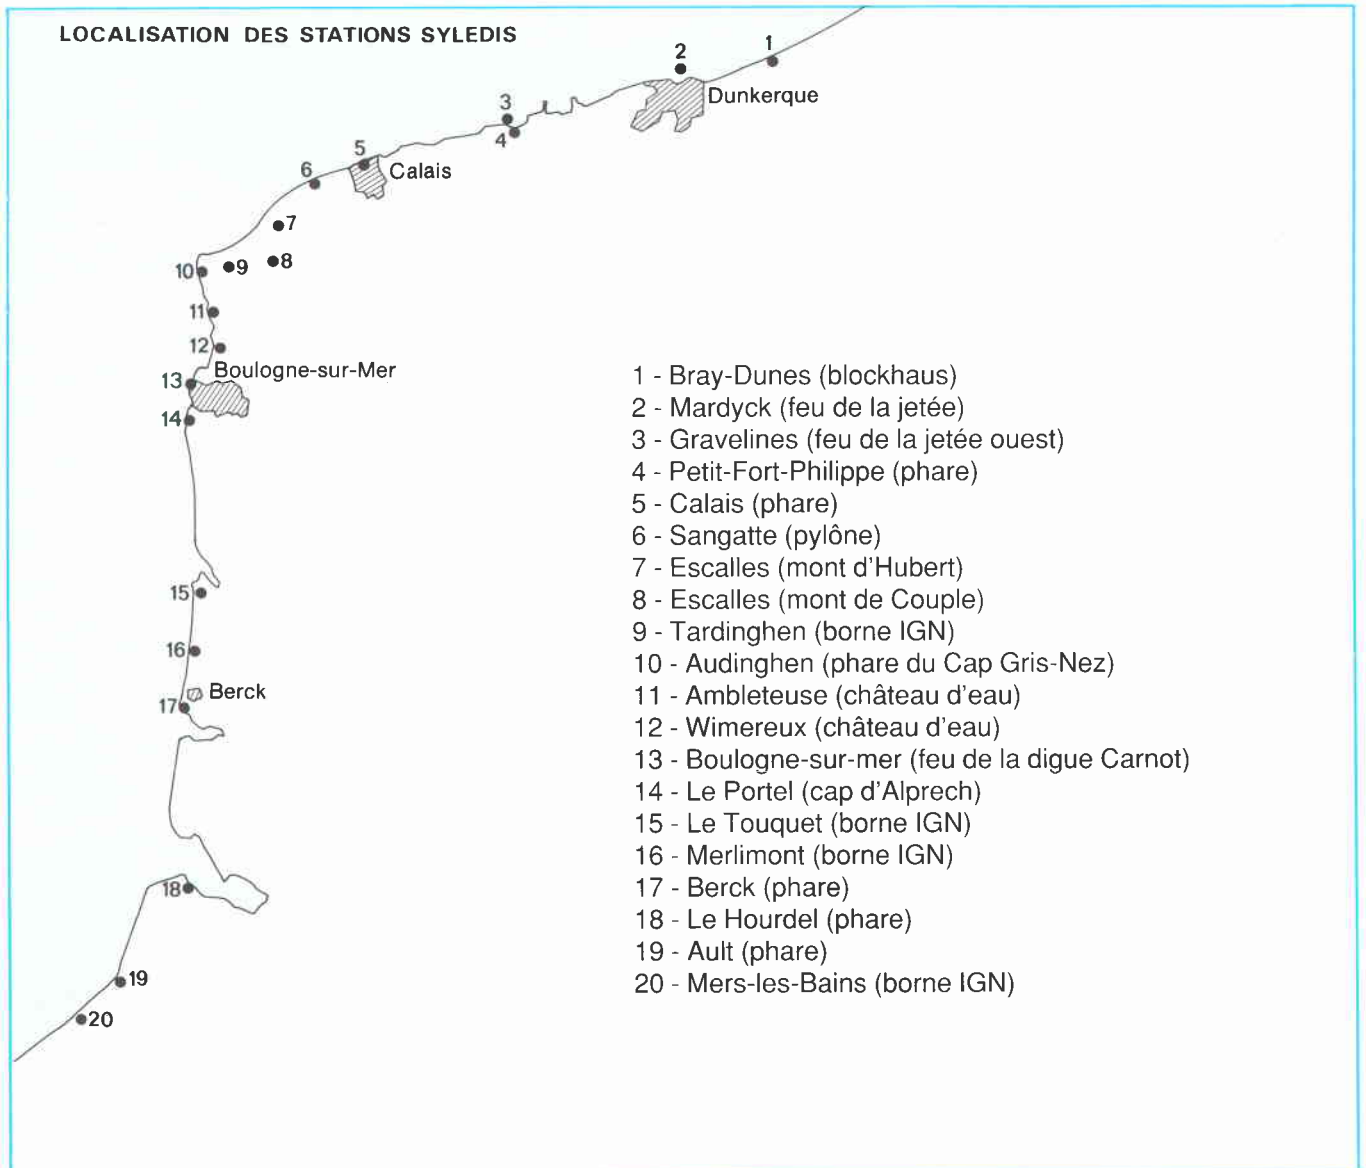 LOCALISATION DES STATIONS SYLEDIS
1
2
Dunkerque
3
4
5
Calais
6
7
8
9
10
11
12
Boulogne-sur-Mer
13
14
15
16
Berck
17
18
19
20
1 - Bray-Dunes (blockhaus)
2 - Mardyck (feu de la jetée)
3 - Gravelines (feu de la jetée ouest)
4 - Petit-Fort-Philippe (phare)
5 - Calais (phare)
6 - Sangatte (pylône)
7 - Escalles (mont d'Hubert)
8 - Escalles (mont de Couple)
9 - Tardinghen (borne IGN)
10 - Audinghen (phare du Cap Gris-Nez)
11 - Ambleteuse (château d'eau)
12 - Wimereux (château d'eau)
13 - Boulogne-sur-mer (feu de la digue Carnot)
14 - Le Portel (cap d'Alprech)
15 - Le Touquet (borne IGN)
16 - Merlimont (borne IGN)
17 - Berck (phare)
18 - Le Hourdel (phare)
19 - Ault (phare)
20 - Mers-les-Bains (borne IGN)